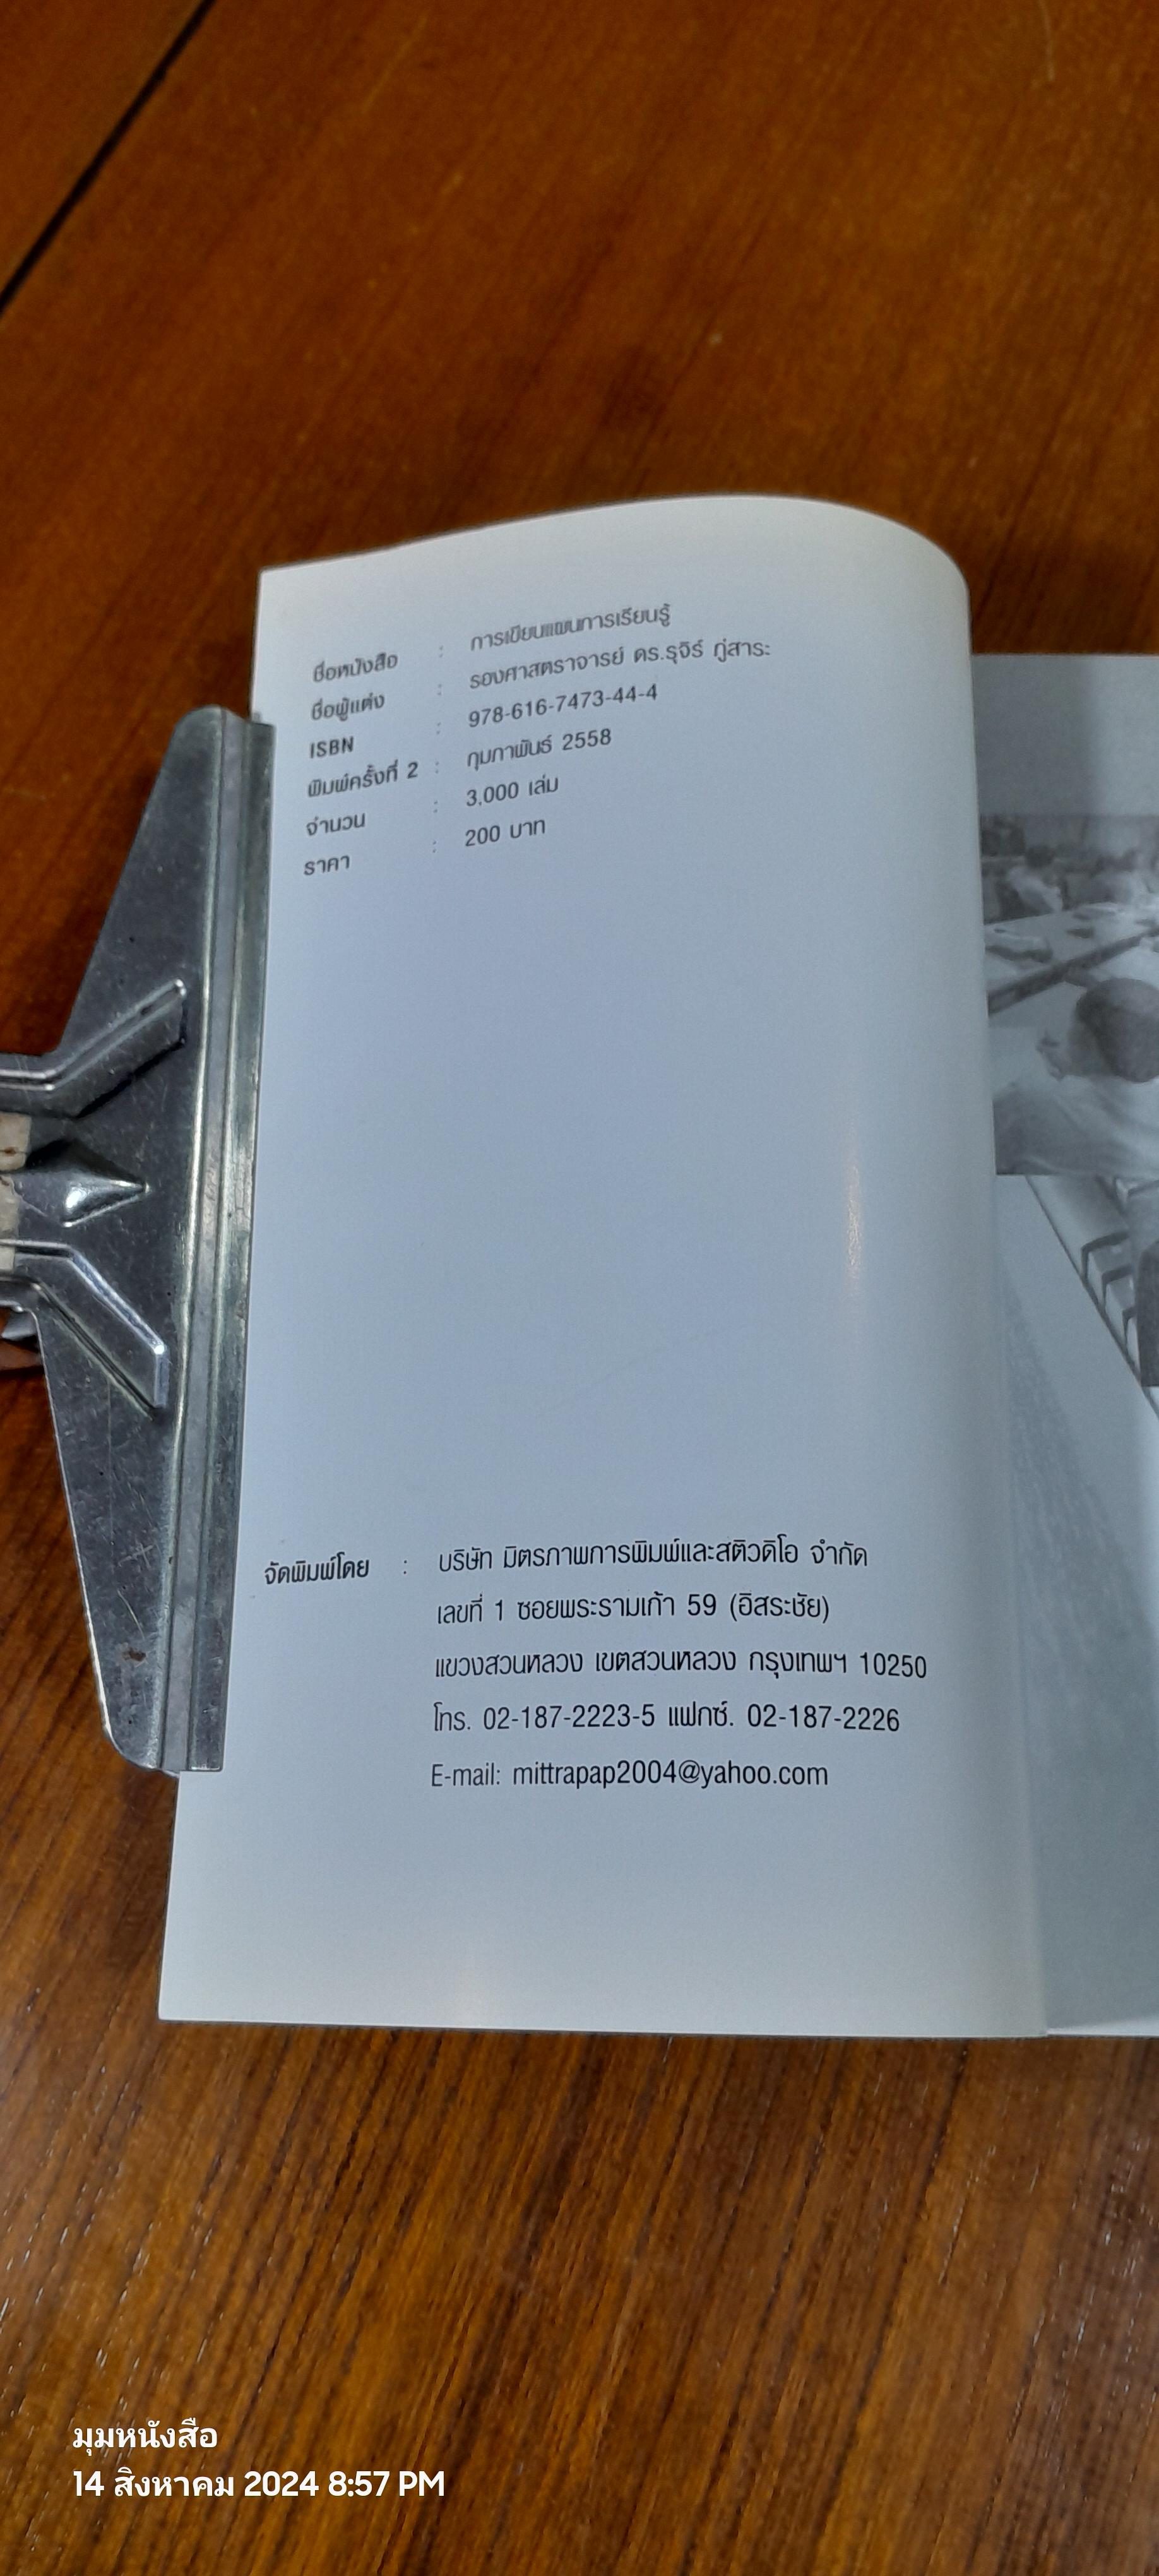 ชื่อหนังสือ : การเขียนแผนการเรียนรู้
ชื่อผู้แต่ง : รองศาสตราจารย์ ดร.รุจิร์ ภู่สาระ
ISBN : 978-616-7473-44-4
พิมพ์ครั้งที่ 2 : กุมภาพันธ์ 2558
จำนวน : 3,000 เล่ม
ราคา : 200 บาท
จัดพิมพ์โดย : บริษัท มิตรภาพการพิมพ์และสติวดิโอ จำกัด
เลขที่ 1 ซอยพระรามเก้า 59 (อิสระชัย)
แขวงสวนหลวง เขตสวนหลวง กรุงเทพฯ 10250
โทร. 02-187-2223-5 แฟกซ์. 02-187-2226
E-mail: mittrapap2004@yahoo.com
มุมหนังสือ
14 สิงหาคม 2024 8:57 PM